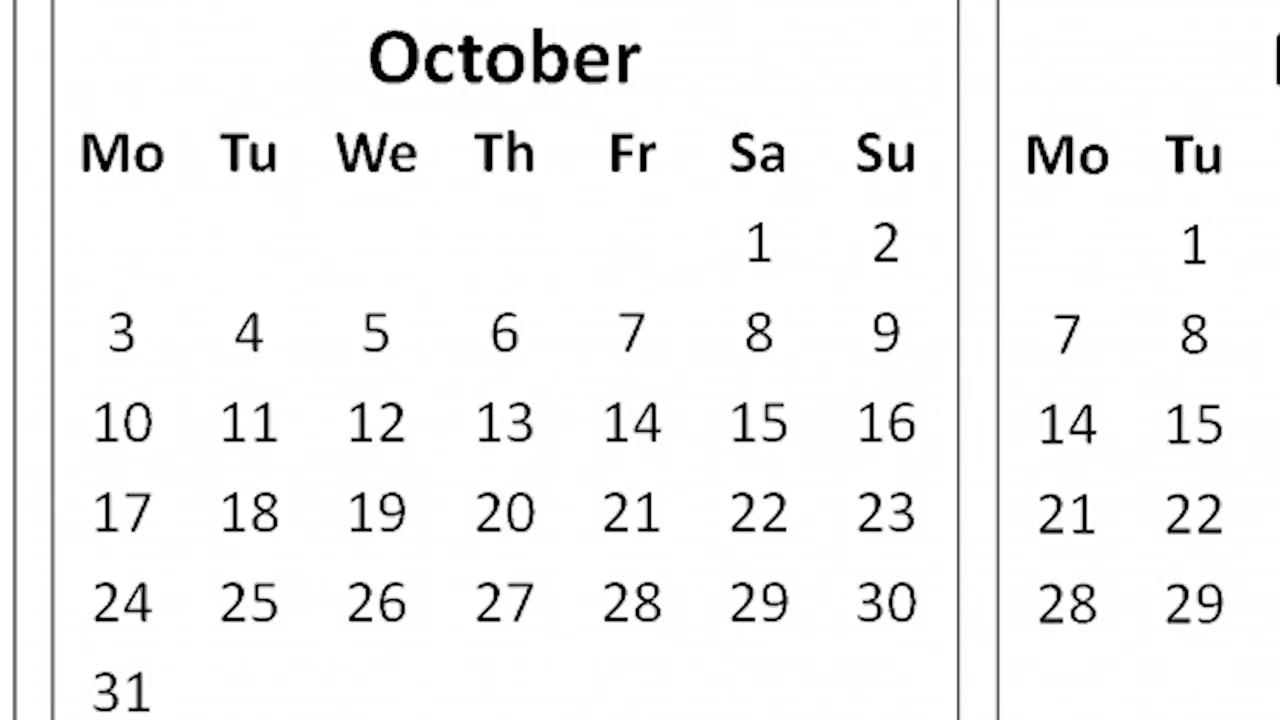 October
Mo Tu We Th Fr Sa Su
1 2
3 4 5 6 7 8 9
10 11 12 13 14 15 16
17 18 19 20 21 22 23
24 25 26 27 28 29 30
31
Mo Tu
1
7 8
14 15
21 22
28 29